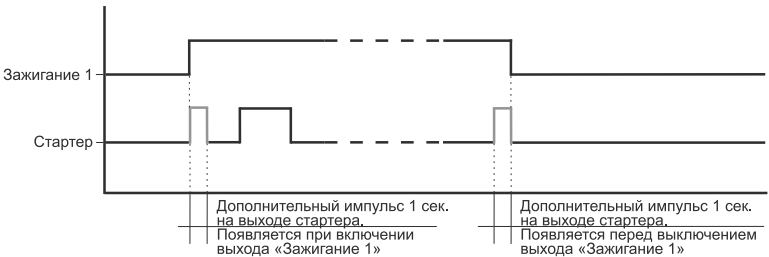 Зажигание 1
Стартер
Дополнительный импульс 1 сек.
на выходе стартера.
Появляется при включении
выхода «Зажигание 1»
Дополнительный импульс 1 сек.
на выходе стартера.
Появляется перед выключением
выхода «Зажигание 1»